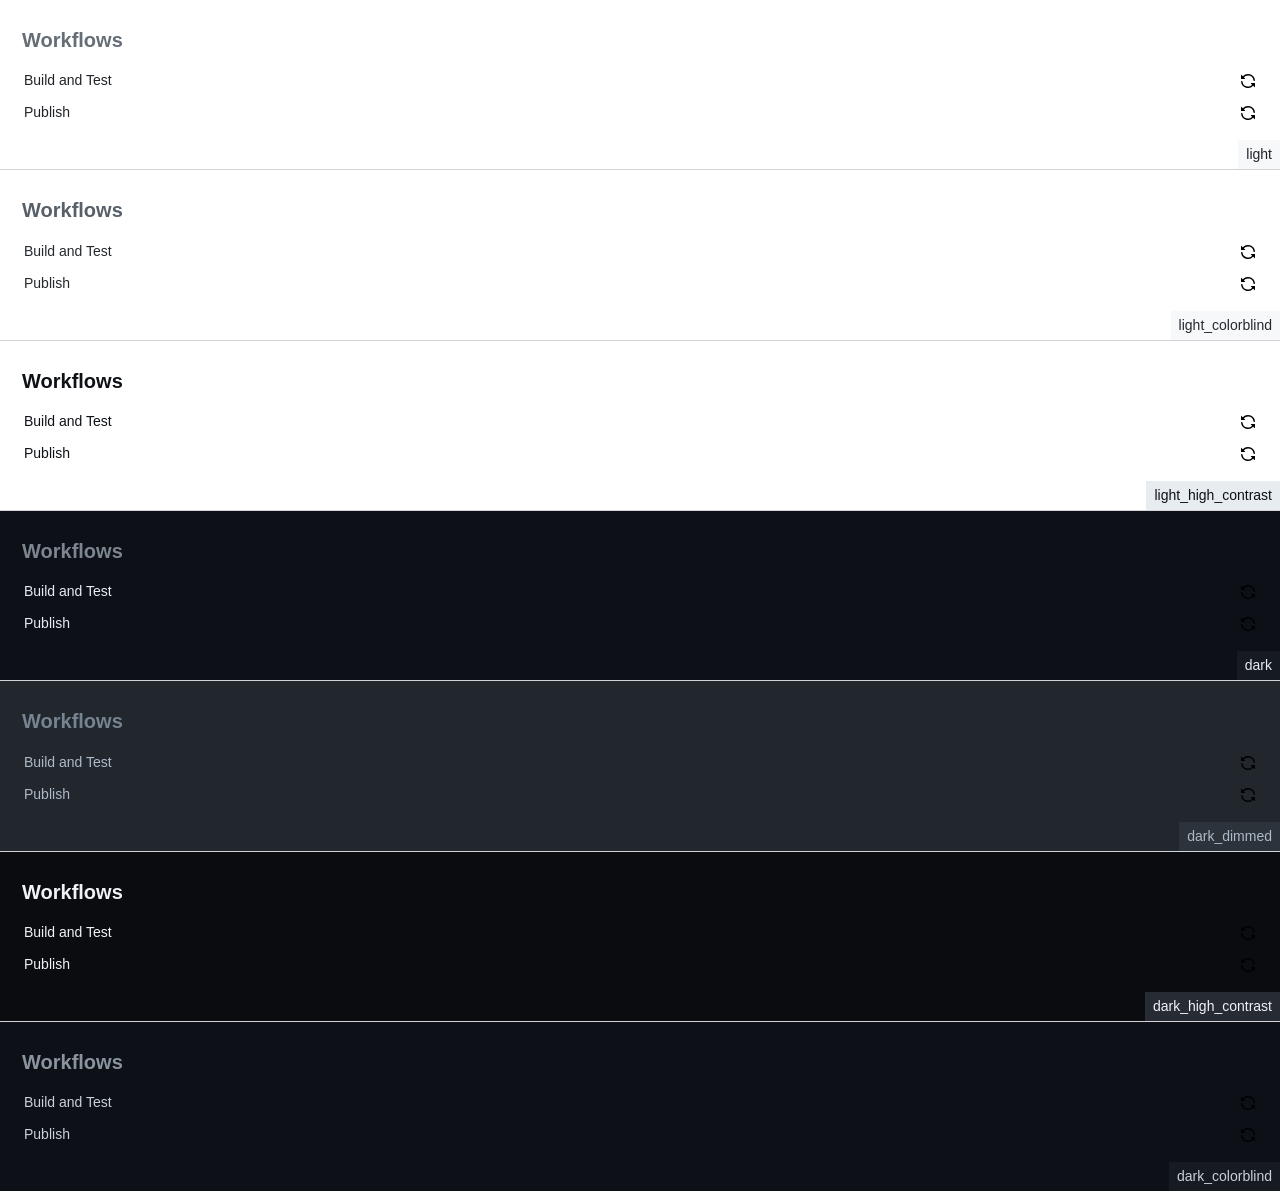 Workflows
Build and Test
Publish
light
Workflows
Build and Test
Publish
light_colorblind
Workflows
Build and Test
Publish
light_high_contrast
Workflows
Build and Test
Publish
dark
Workflows
Build and Test
Publish
dark_dimmed
Workflows
Build and Test
Publish
dark_high_contrast
Workflows
Build and Test
Publish
dark_colorblind